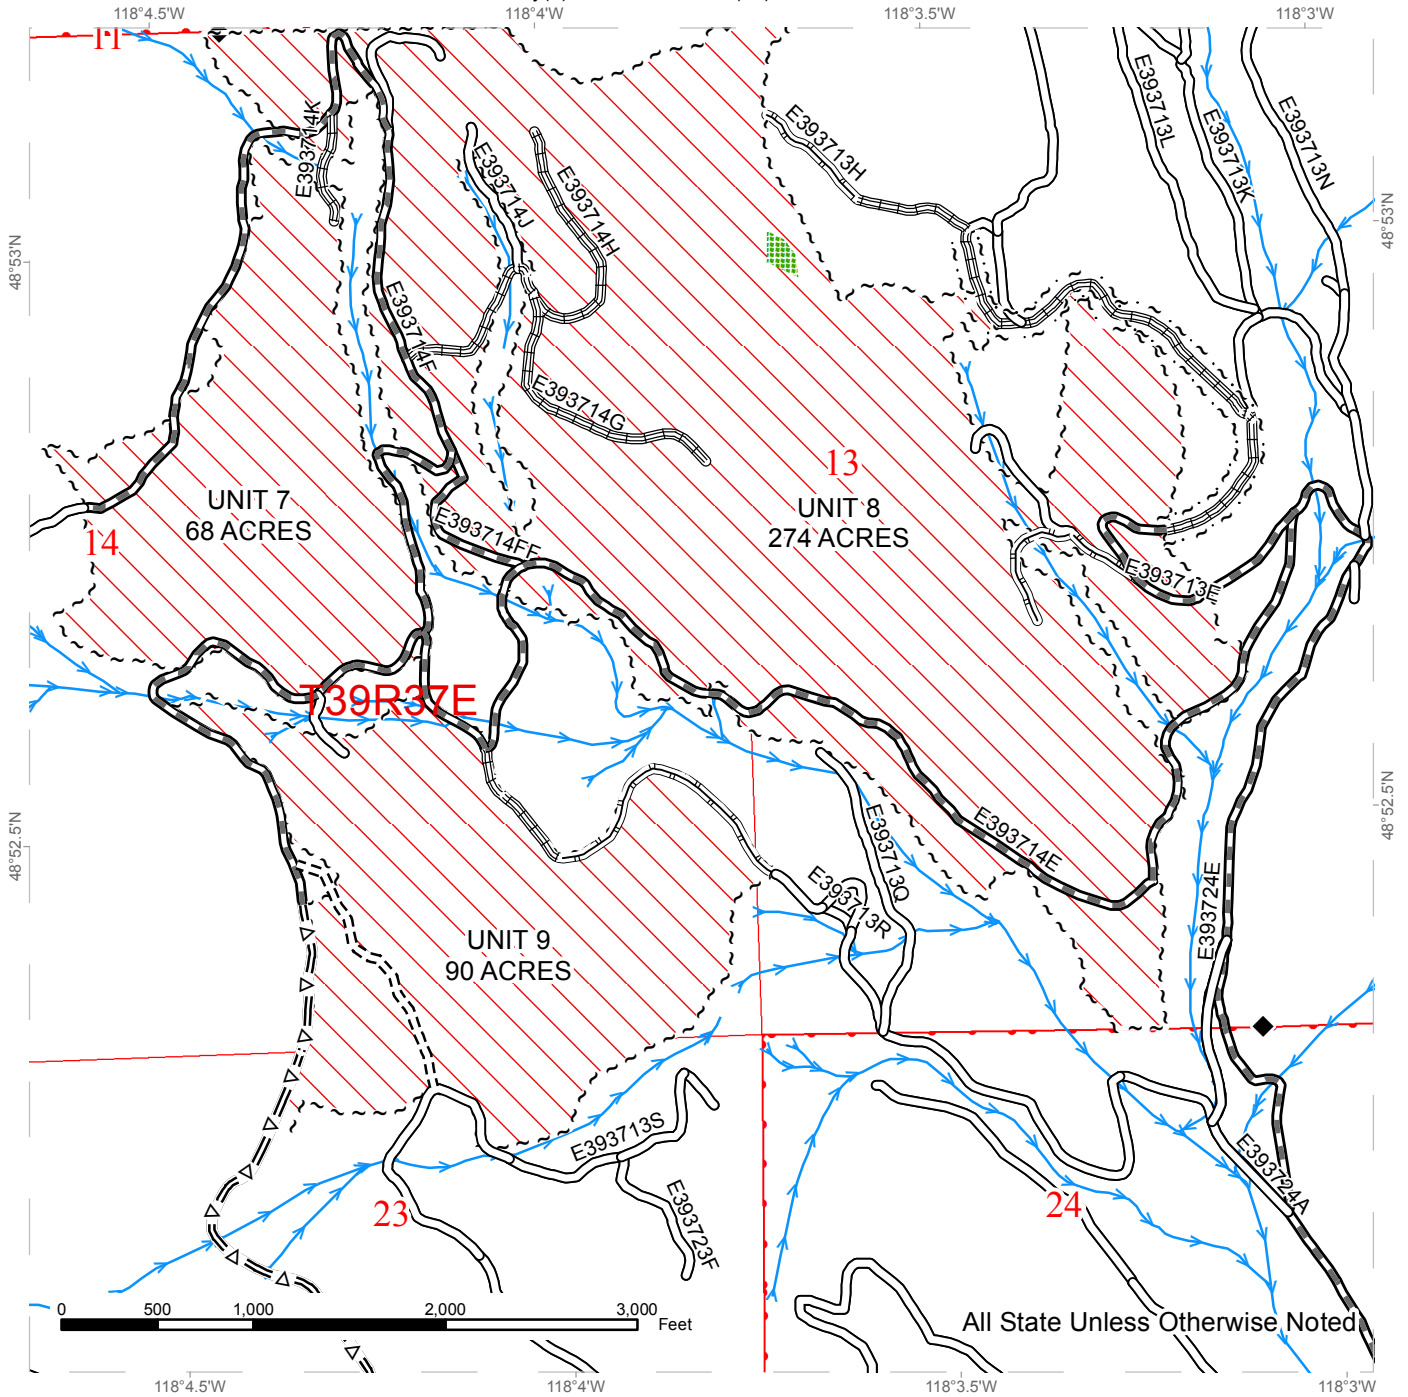 118°4.5'W
118°4'W
118°3.5'W
118°3'W
11
E393714K
E393714J
E393714H
E393713H
E393713L
E393713K
E393713N
48°53'N
48°53'N
E393714F
E393714G
13
UNIT 7
68 ACRES
UNIT 8
274 ACRES
14
E393714FF
E393713E
T39R37E
48°52.5'N
48°52.5'N
E393714E
E393713Q
E393713R
E393724E
UNIT 9
90 ACRES
E393713S
E393724A
23
24
E393723F
0
500
1,000
2,000
3,000
Feet
All State Unless Otherwise Noted
118°4.5'W
118°4'W
118°3.5'W
118°3'W